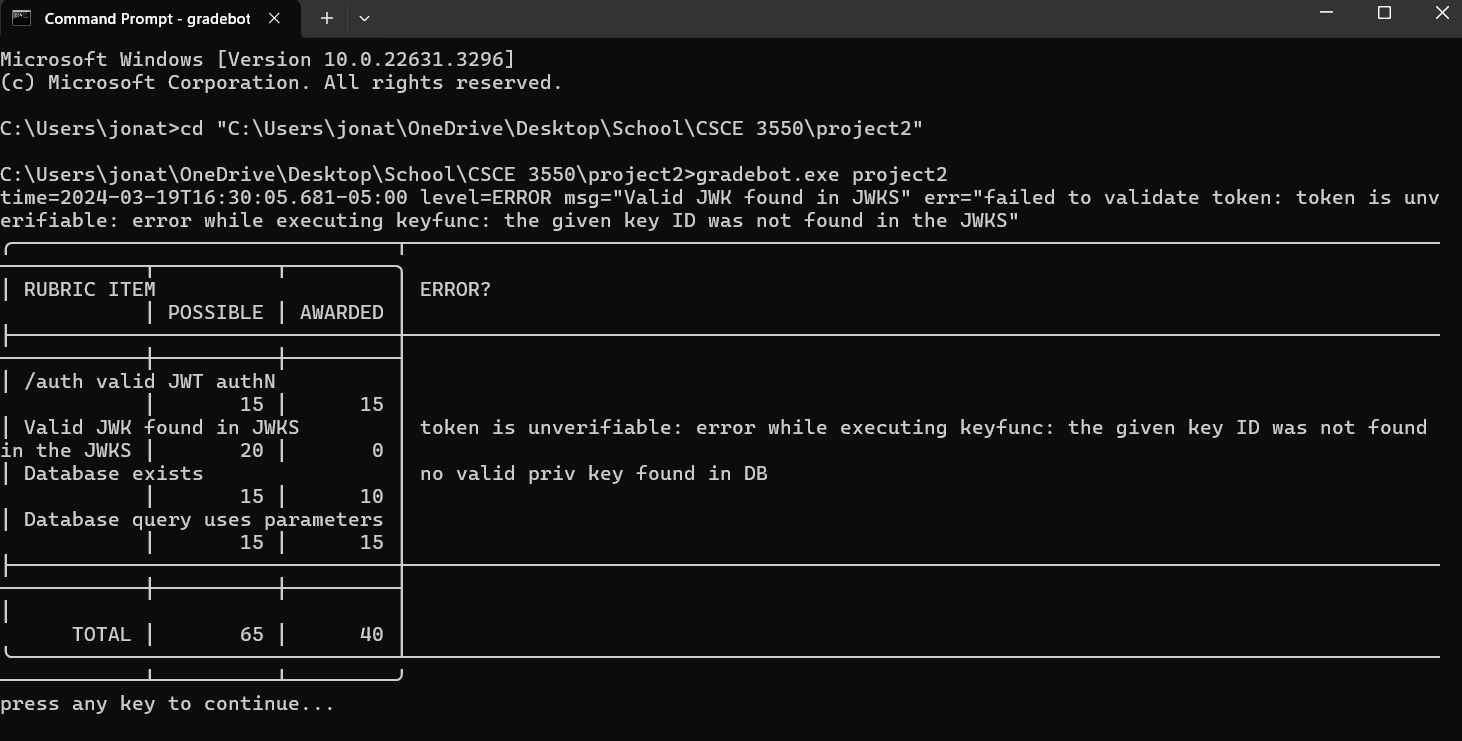 Command Prompt - gradebot
Microsoft Windows [Version 10.0.22631.3296]
(c) Microsoft Corporation. All rights reserved.
C:\Users\jonat>cd "C:\Users\jonat\OneDrive\Desktop\School\CSCE 3550\project2"
C:\Users\jonat\OneDrive\Desktop\School\CSCE 3550\project2>gradebot.exe project2
time=2024-03-19T16:30:05.681-05:00 level=ERROR msg="Valid JWK found in JWKS" err="failed to validate token: token is unv
erifiable: error while executing keyfunc: the given key ID was not found in the JWKS"
RUBRIC ITEM ERROR?
POSSIBLE AWARDED
/auth valid JWT authN
15 15
Valid JWK found in JWKS token is unverifiable: error while executing keyfunc: the given key ID was not found
in the JWKS 20 0
Database exists no valid priv key found in DB
15 10
Database query uses parameters
15 15
TOTAL 65 40
press any key to continue...